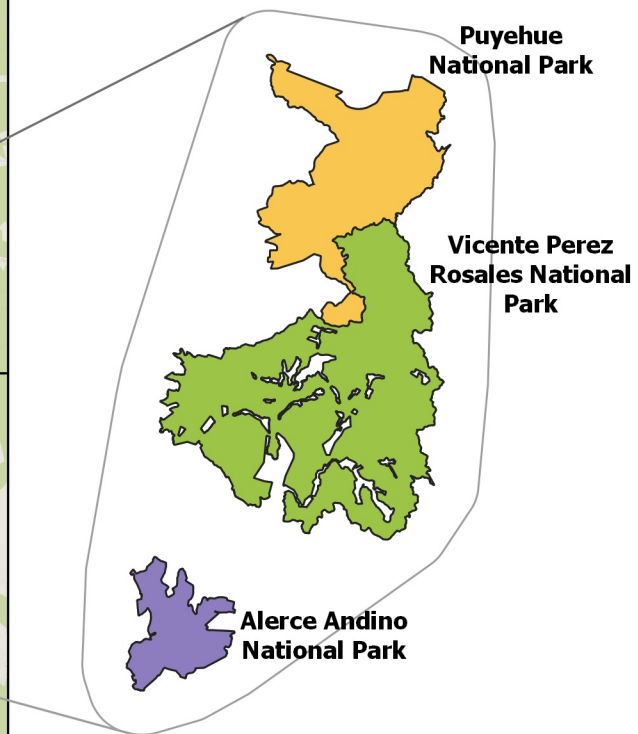 Puyehue
National Park
Vicente Perez
Rosales National
Park
Alerce Andino
National Park